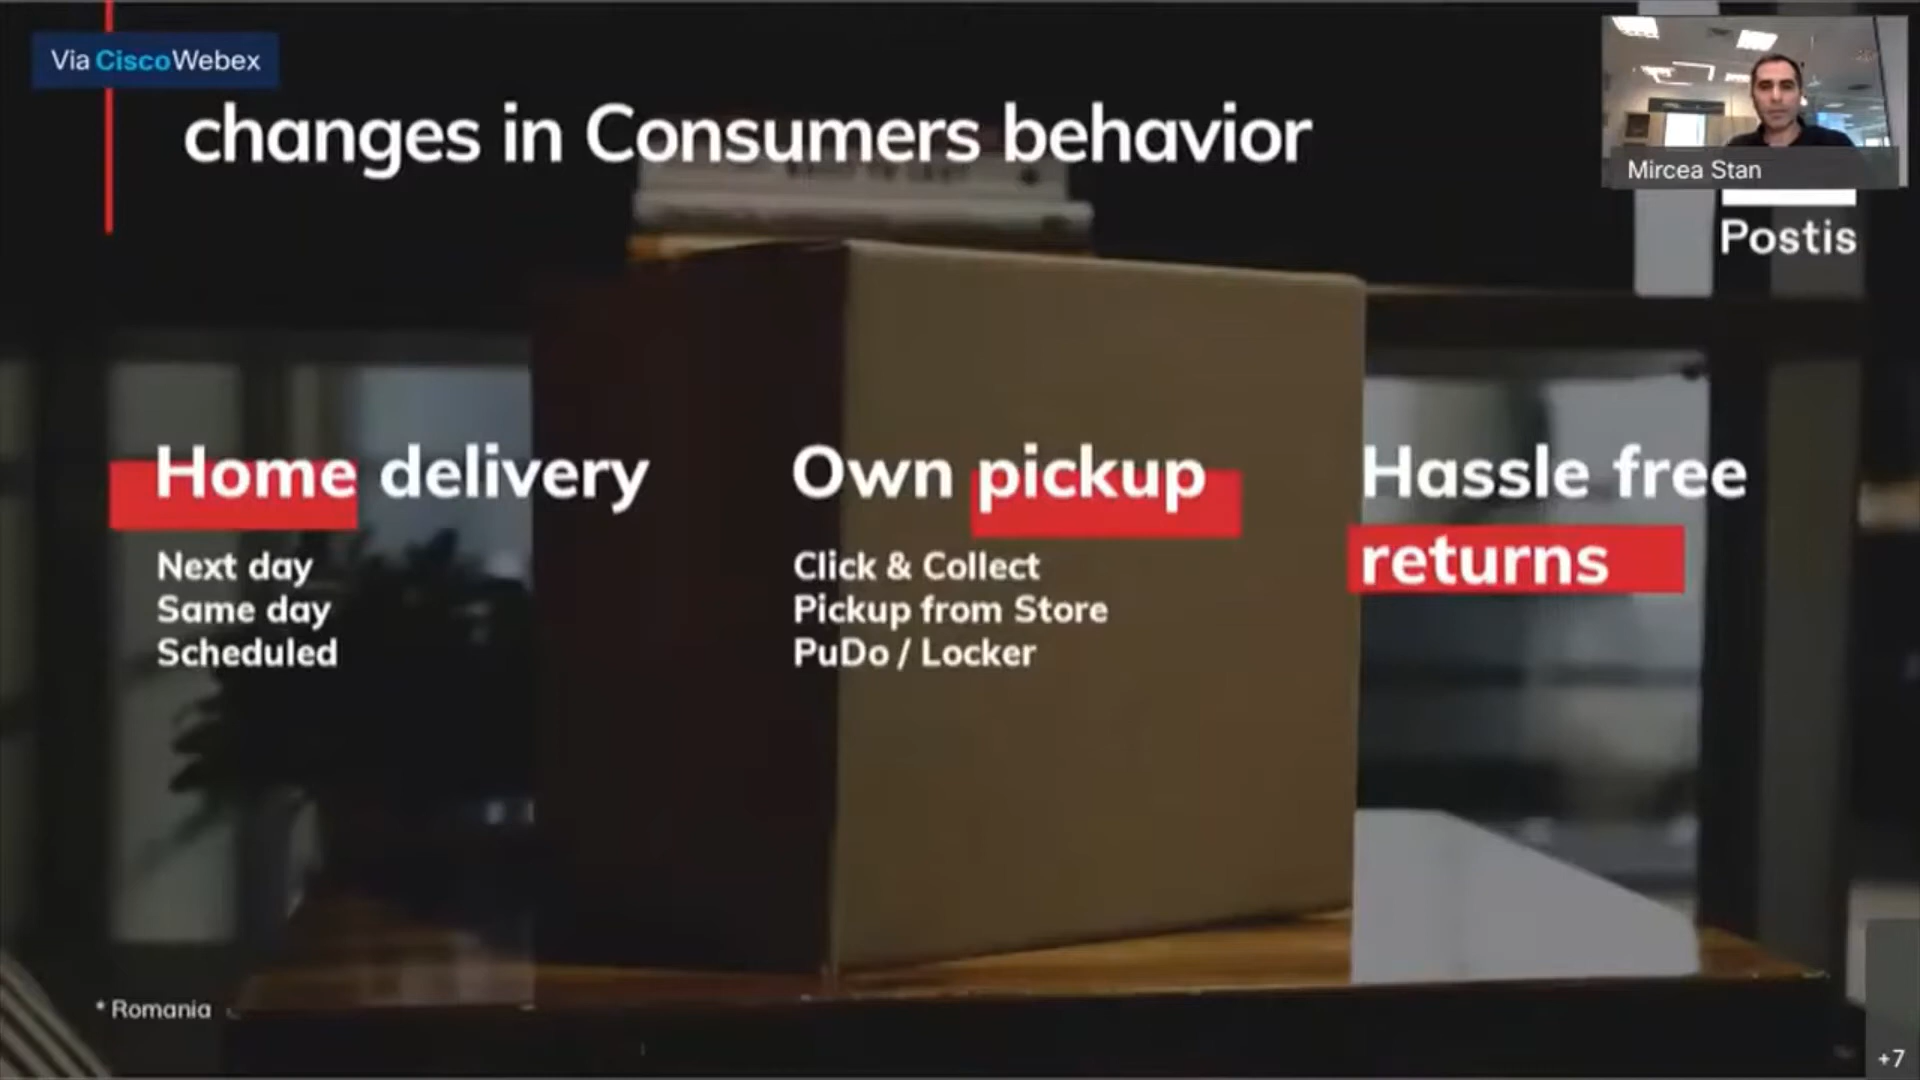 Via CiscoWebex
changes in Consumers behavior
Mircea Stan
Postis
Home delivery
Next day
Same day
Scheduled
Own pickup
Click & Collect
Pickup from Store
PuDo / Locker
Hassle free
returns
* Romania
+7